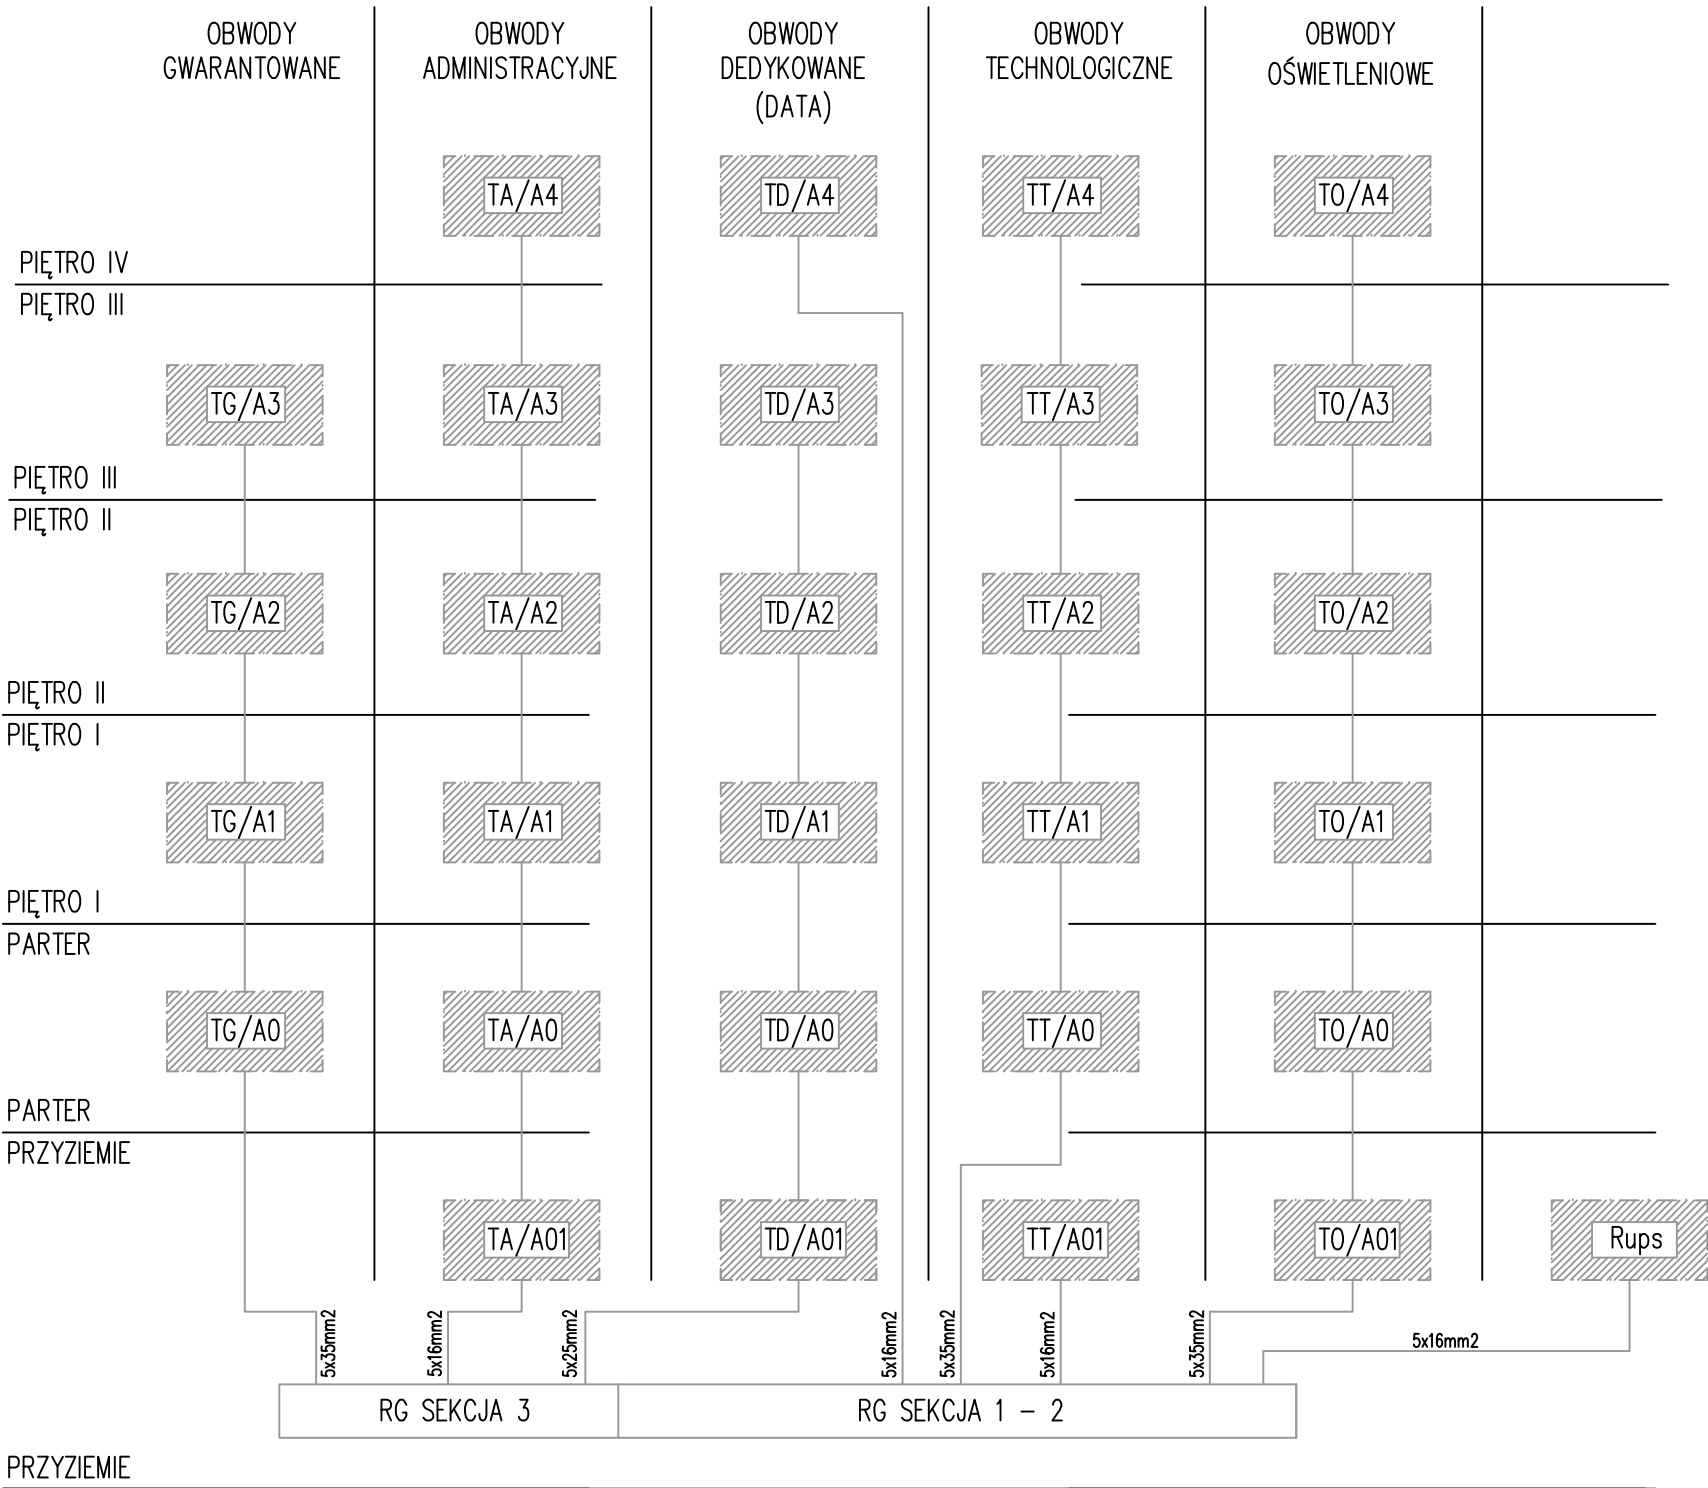 OBWODY
GWARANTOWANE
OBWODY
ADMINISTRACYJNE
OBWODY
DEDYKOWANE
(DATA)
OBWODY
TECHNOLOGICZNE
OBWODY
OŚWIETLENIOWE
TA/A4
TD/A4
TT/A4
TO/A4
PIĘTRO IV
PIĘTRO III
TG/A3
TA/A3
TD/A3
TT/A3
TO/A3
PIĘTRO III
PIĘTRO II
TG/A2
TA/A2
TD/A2
TT/A2
TO/A2
PIĘTRO II
PIĘTRO I
TG/A1
TA/A1
TD/A1
TT/A1
TO/A1
PIĘTRO I
PARTER
TG/A0
TA/A0
TD/A0
TT/A0
TO/A0
PARTER
PRZYZIEMIE
TA/A01
TD/A01
TT/A01
TO/A01
Rups
5x35mm2
5x16mm2
5x25mm2
5x16mm2
5x35mm2
5x16mm2
5x35mm2
5x16mm2
RG SEKCJA 3
RG SEKCJA 1 – 2
PRZYZIEMIE